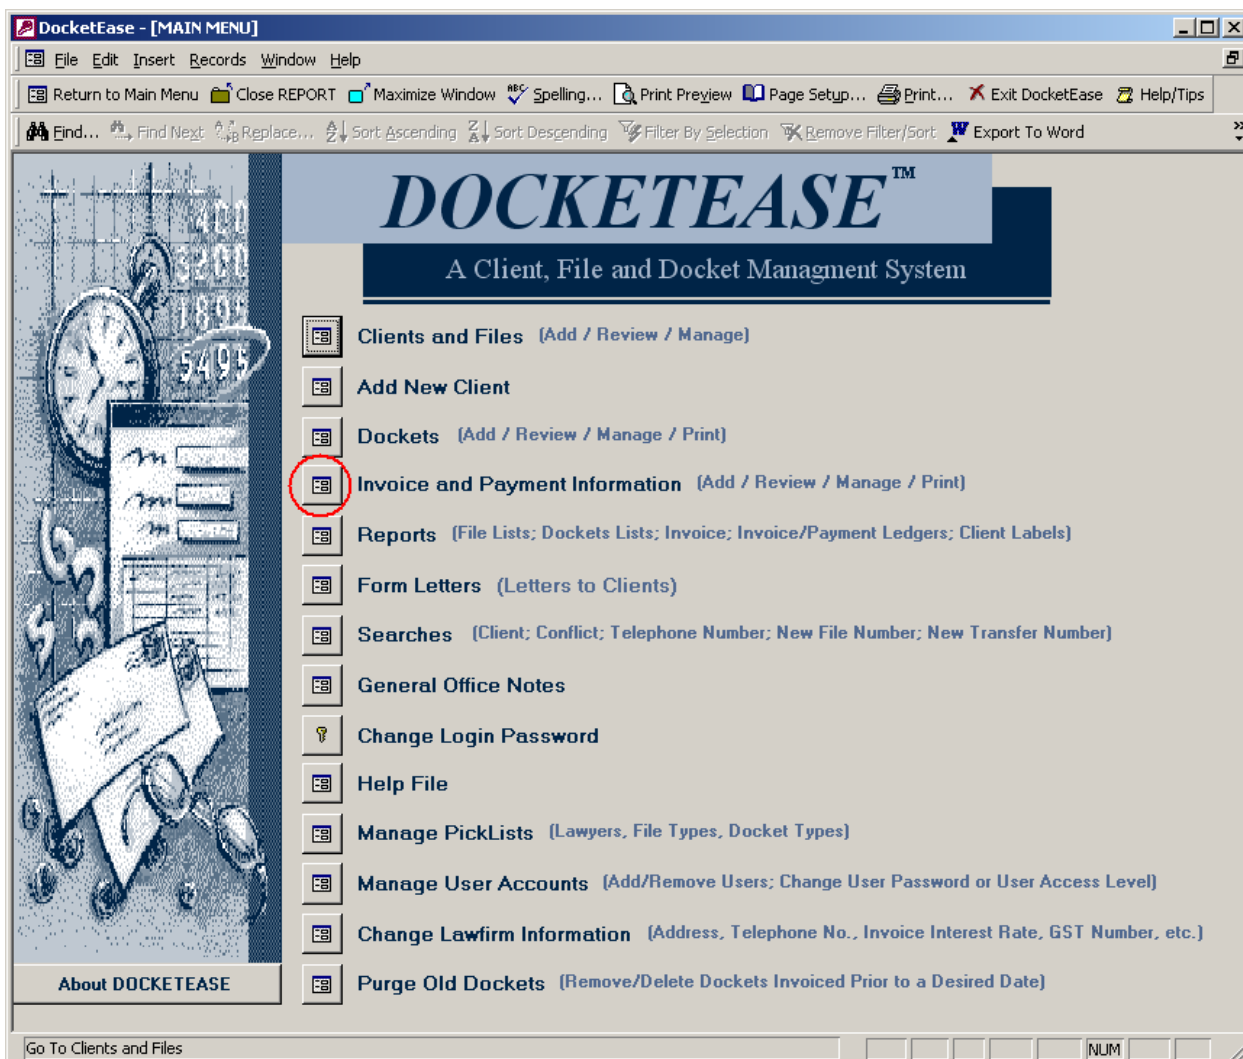 DocketEase - [MAIN MENU]
File Edit Insert Records Window Help
Return to Main Menu Close REPORT Maximize Window Spelling... Print Preview Page Setup... Print... Exit DocketEase Help/Tips
Find... Find Next Replace... Sort Ascending Sort Descending Filter By Selection Remove Filter/Sort Export To Word
DOCKETEASE™
A Client, File and Docket Managment System
400
3200
1895
5495
Clients and Files (Add / Review / Manage)
Add New Client
Dockets (Add / Review / Manage / Print)
Invoice and Payment Information (Add / Review / Manage / Print)
Reports (File Lists; Dockets Lists; Invoice; Invoice/Payment Ledgers; Client Labels)
Form Letters (Letters to Clients)
Searches (Client; Conflict; Telephone Number; New File Number; New Transfer Number)
General Office Notes
Change Login Password
Help File
Manage PickLists (Lawyers, File Types, Docket Types)
Manage User Accounts (Add/Remove Users; Change User Password or User Access Level)
Change Lawfirm Information (Address, Telephone No., Invoice Interest Rate, GST Number, etc.)
About DOCKETEASE
Purge Old Dockets (Remove/Delete Dockets Invoiced Prior to a Desired Date)
Go To Clients and Files NUM